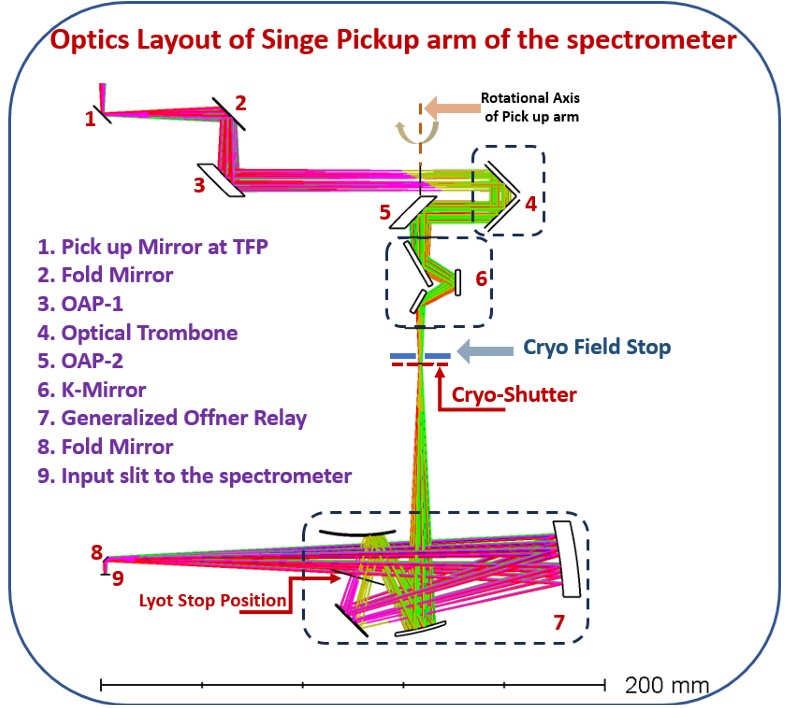 Optics Layout of Singe Pickup arm of the spectrometer
1
2
Rotational Axis
of Pick up arm
3
4
5
1. Pick up Mirror at TFP
2. Fold Mirror
3. OAP-1
4. Optical Trombone
5. OAP-2
6. K-Mirror
7. Generalized Offner Relay
8. Fold Mirror
9. Input slit to the spectrometer
6
Cryo Field Stop
Cryo-Shutter
8
9
Lyot Stop Position
7
200 mm